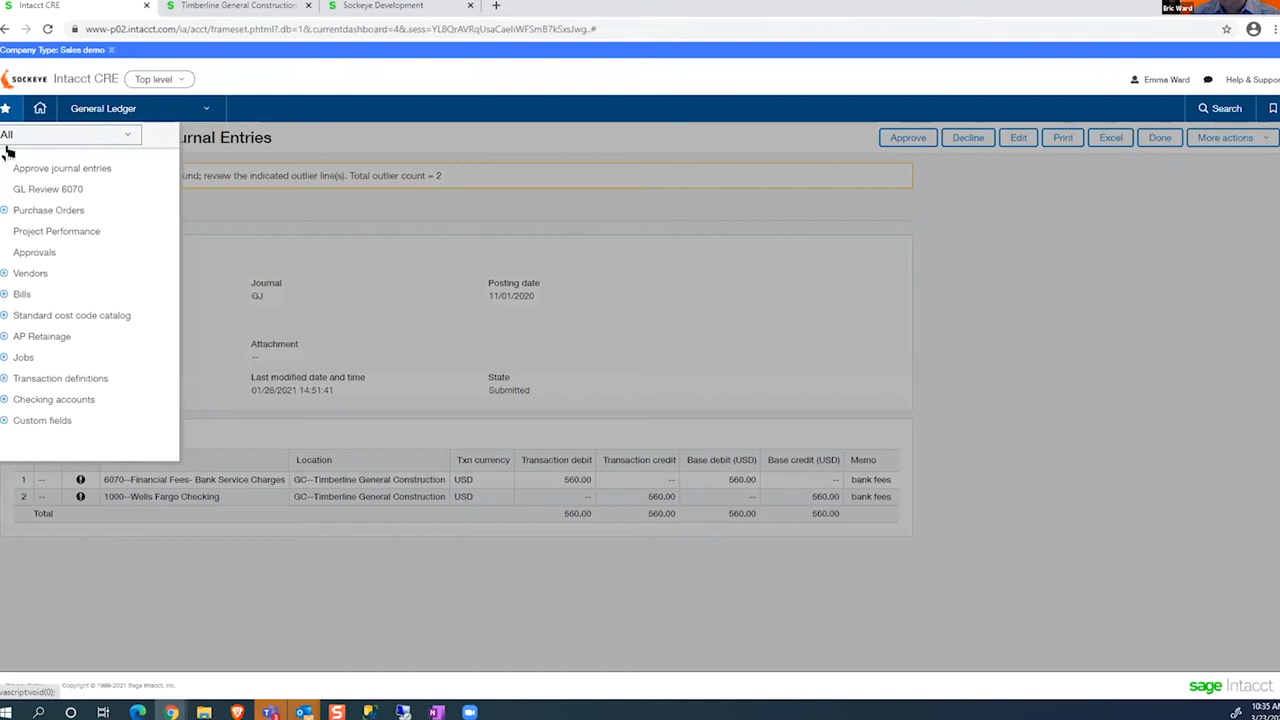 Intacct CRE
Timberline General Construction
Sockeye Development
Eric Ward
www-p02.intacct.com/ia/acct/frameset.phtml?.db=1&.currentdashboard=4&.sess=YL8QrAVRqUsaCaeIiWFSmB7kSxsJwg..#
Company Type: Sales demo
SOCKEYE Intacct CRE Top level
Emma Ward
Help & Suppo
General Ledger
Search
All
urnal Entries
Approve Decline Edit Print Excel Done More actions
Approve journal entries
und; review the indicated outlier line(s). Total outlier count = 2
GL Review 6070
Purchase Orders
Project Performance
Approvals
Vendors
Bills
Standard cost code catalog
AP Retainage
Jobs
Transaction definitions
Checking accounts
Custom fields
Journal Posting date
GJ 11/01/2020
Attachment
--
Last modified date and time State
01/26/2021 14:51:41 Submitted
Location Txn currency Transaction debit Transaction credit Base debit (USD) Base credit (USD) Memo
1 -- 6070--Financial Fees- Bank Service Charges GC--Timberline General Construction USD 560.00 -- 560.00 -- bank fees
2 -- 1000--Wells Fargo Checking GC--Timberline General Construction USD -- 560.00 -- 560.00 bank fees
Total 560.00 560.00 560.00 560.00
Copyright © 1999-2021 Sage Intacct, Inc.
sage Intacct
vascript:void(0);
10:35 A
3/23/20